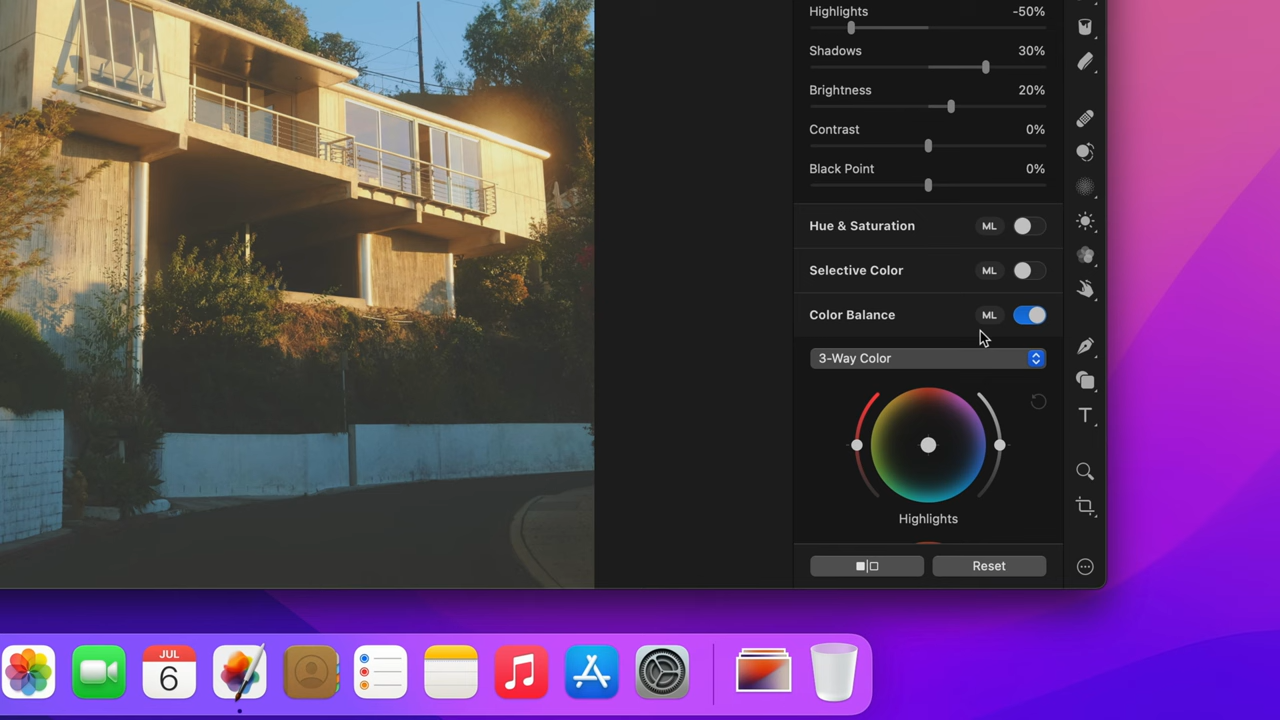 Highlights -50%
Shadows 30%
Brightness 20%
Contrast 0%
Black Point 0%
Hue & Saturation ML
Selective Color ML
Color Balance ML
3-Way Color
Highlights
Reset
T
JUL
6